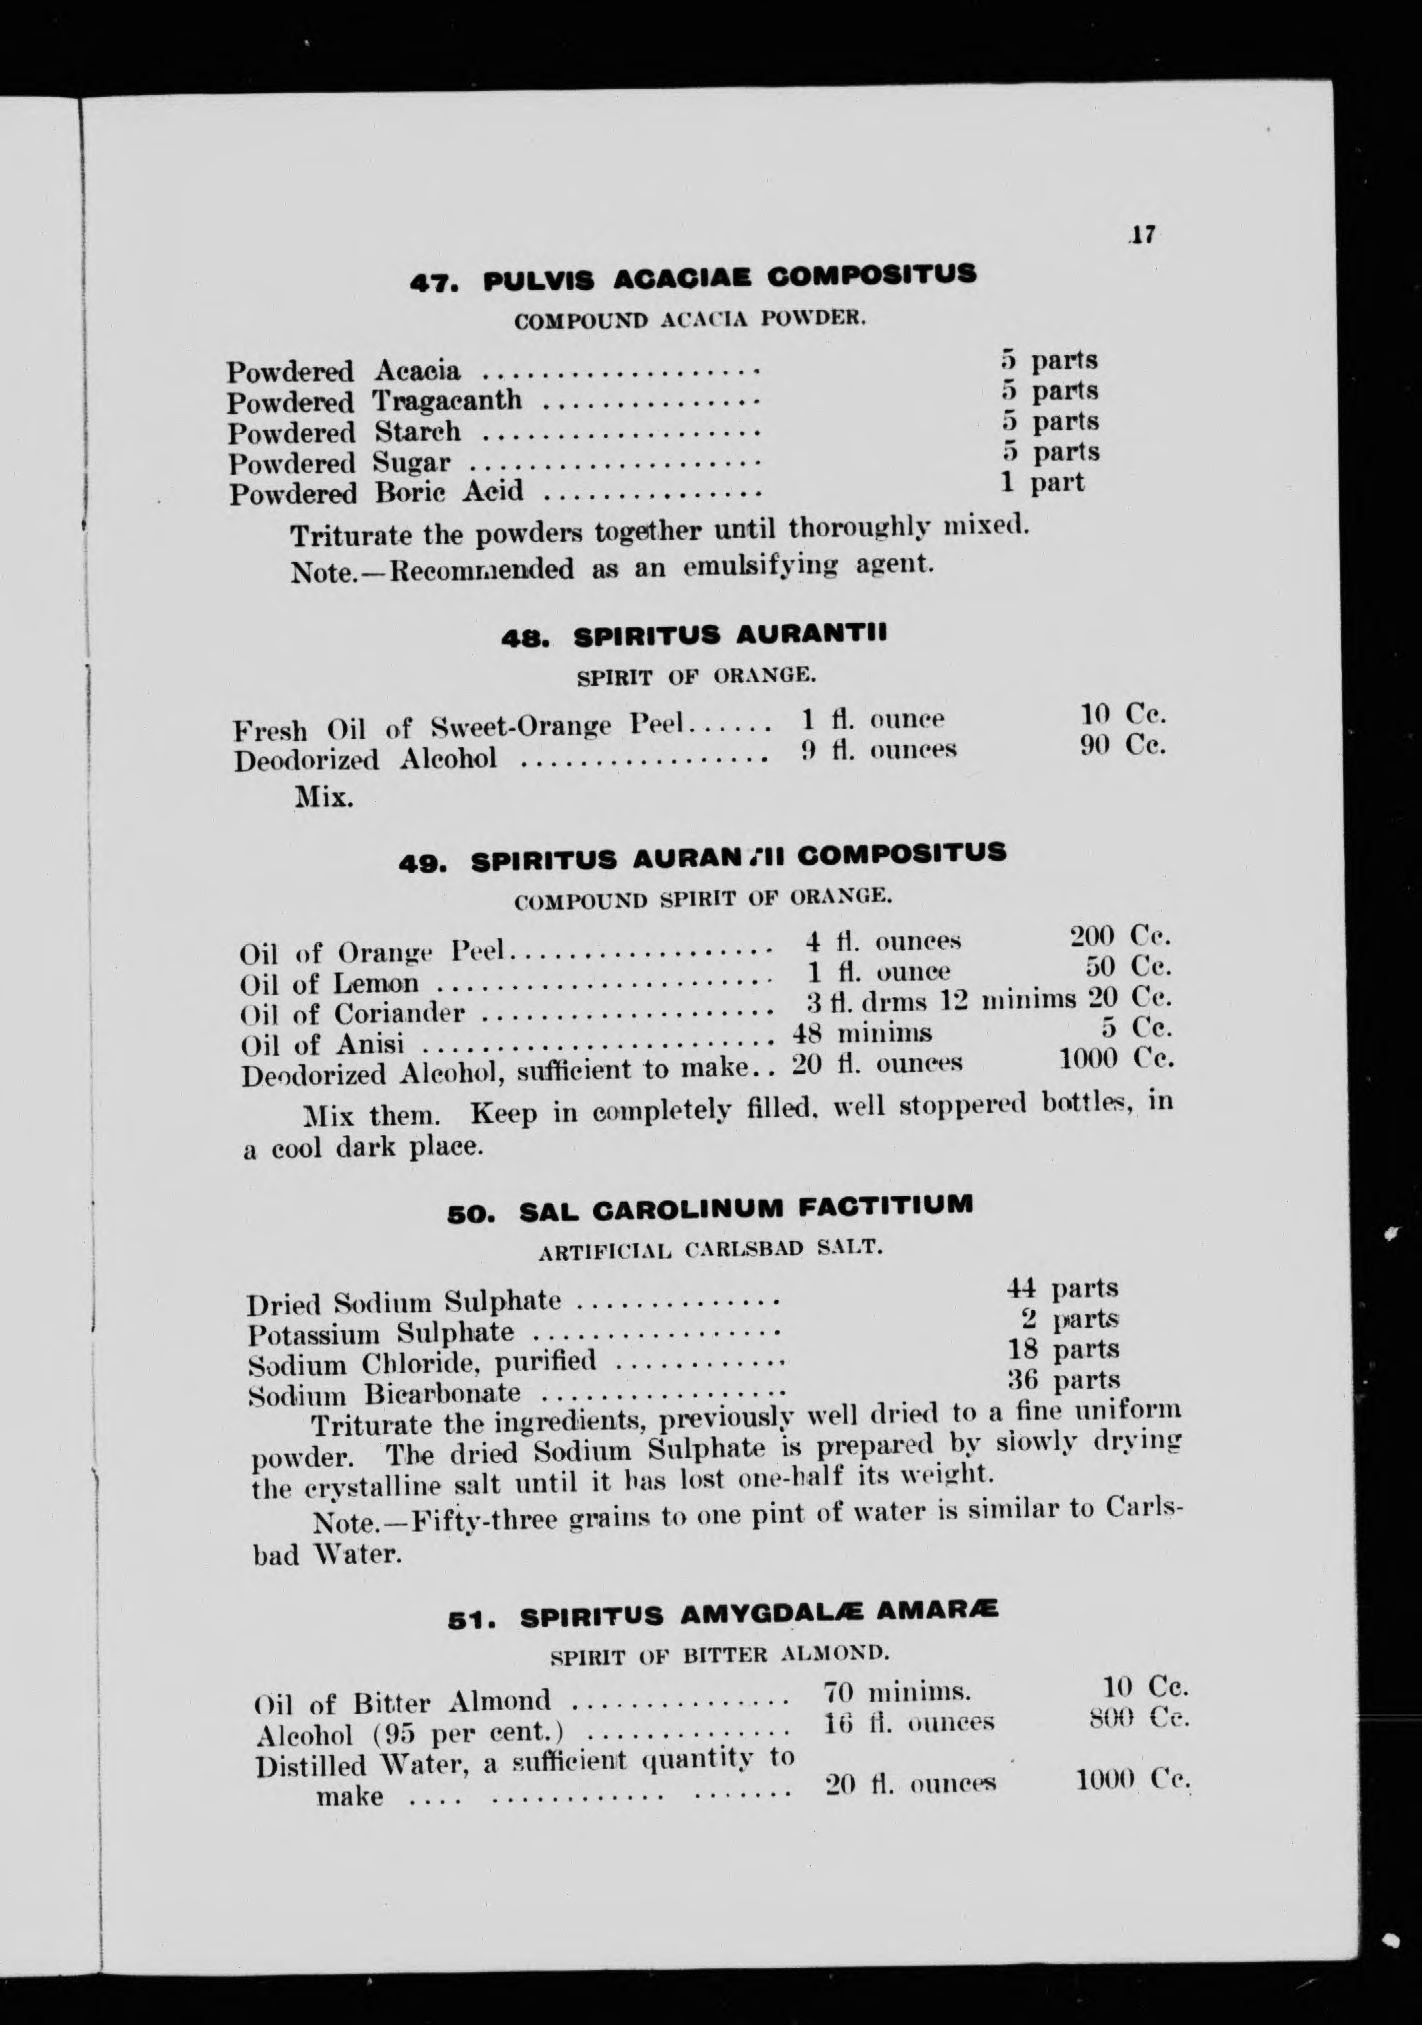 17
47. PULVIS ACACIAE COMPOSITUS
COMPOUND ACACIA POWDER.
Powdered Acacia ................... 5 parts
Powdered Tragacanth ............... 5 parts
Powdered Starch ................... 5 parts
Powdered Sugar .................... 5 parts
Powdered Boric Acid ............... 1 part
Triturate the powders together until thoroughly mixed.
Note.—Recommended as an emulsifying agent.
48. SPIRITUS AURANTII
SPIRIT OF ORANGE.
Fresh Oil of Sweet-Orange Peel...... 1 fl. ounce 10 Cc.
Deodorized Alcohol ................. 9 fl. ounces 90 Cc.
Mix.
49. SPIRITUS AURANTII COMPOSITUS
COMPOUND SPIRIT OF ORANGE.
Oil of Orange Peel.................. 4 fl. ounces 200 Cc.
Oil of Lemon ....................... 1 fl. ounce 50 Cc.
Oil of Coriander .................... 3 fl. drms 12 minims 20 Cc.
Oil of Anisi ........................ 48 minims 5 Cc.
Deodorized Alcohol, sufficient to make.. 20 fl. ounces 1000 Cc.
Mix them. Keep in completely filled, well stoppered bottles, in
a cool dark place.
50. SAL CAROLINUM FACTITIUM
ARTIFICIAL CARLSBAD SALT.
Dried Sodium Sulphate .............. 44 parts
Potassium Sulphate ................. 2 parts
Sodium Chloride, purified ............ 18 parts
Sodium Bicarbonate ................. 36 parts
Triturate the ingredients, previously well dried to a fine uniform
powder. The dried Sodium Sulphate is prepared by slowly drying
the crystalline salt until it has lost one-half its weight.
Note.—Fifty-three grains to one pint of water is similar to Carls-
bad Water.
51. SPIRITUS AMYGDALÆ AMARÆ
SPIRIT OF BITTER ALMOND.
Oil of Bitter Almond ............... 70 minims. 10 Cc.
Alcohol (95 per cent.) .............. 16 fl. ounces 800 Cc.
Distilled Water, a sufficient quantity to
make .... ............ ....... 20 fl. ounces 1000 Cc.